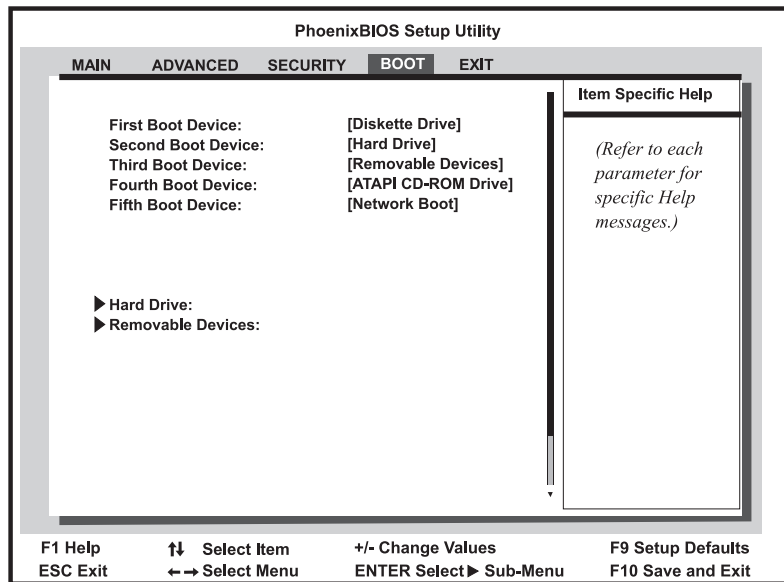 PhoenixBIOS Setup Utility
MAIN ADVANCED SECURITY BOOT EXIT
First Boot Device: [Diskette Drive]
Second Boot Device: [Hard Drive]
Third Boot Device: [Removable Devices]
Fourth Boot Device: [ATAPI CD-ROM Drive]
Fifth Boot Device: [Network Boot]
▶ Hard Drive:
▶ Removable Devices:
Item Specific Help
(Refer to each
parameter for
specific Help
messages.)
F1 Help ↑↓ Select Item +/- Change Values F9 Setup Defaults
ESC Exit ←→ Select Menu ENTER Select ▶ Sub-Menu F10 Save and Exit